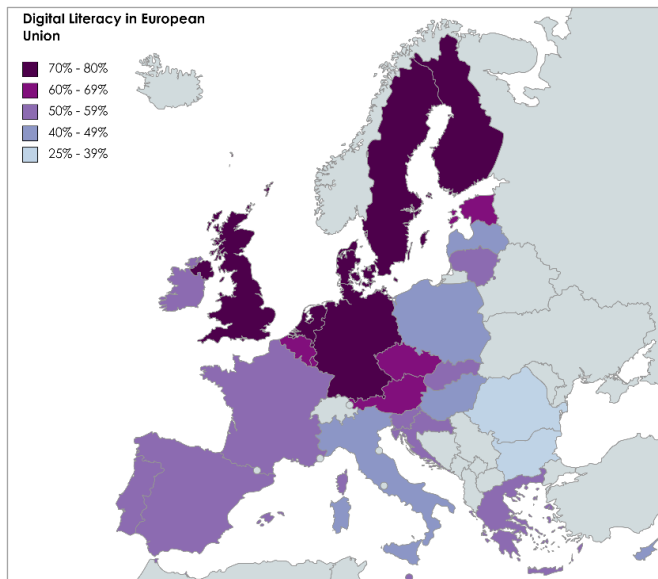 Digital Literacy in European
Union
70% - 80%
60% - 69%
50% - 59%
40% - 49%
25% - 39%